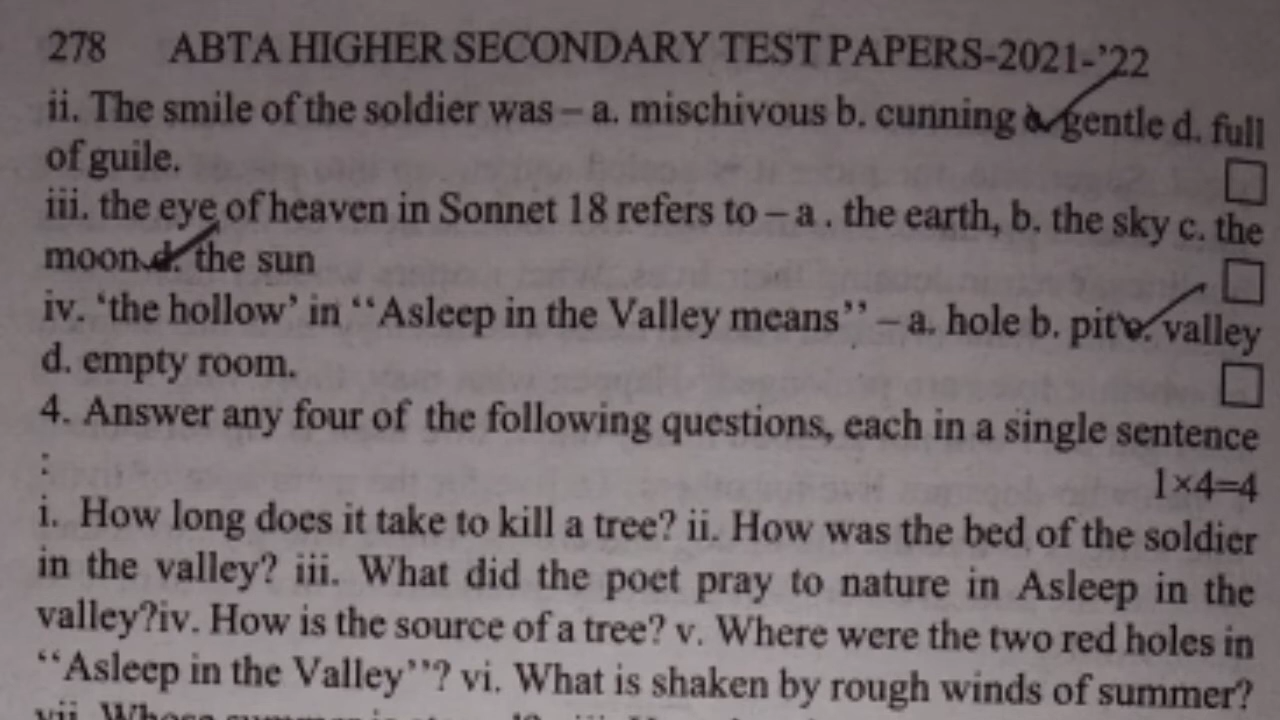 278 ABTA HIGHER SECONDARY TEST PAPERS-2021-'22
ii. The smile of the soldier was – a. mischivous b. cunning gentle d. full
of guile.
iii. the eye of heaven in Sonnet 18 refers to – a . the earth, b. the sky c. the
moon d. the sun
iv. ‘the hollow’ in ‘‘Asleep in the Valley means’’ – a. hole b. pit c. valley
d. empty room.
4. Answer any four of the following questions, each in a single sentence
:
1×4=4
i. How long does it take to kill a tree? ii. How was the bed of the soldier
in the valley? iii. What did the poet pray to nature in Asleep in the
valley?iv. How is the source of a tree? v. Where were the two red holes in
‘‘Asleep in the Valley’’? vi. What is shaken by rough winds of summer?
vii. Whose summer is